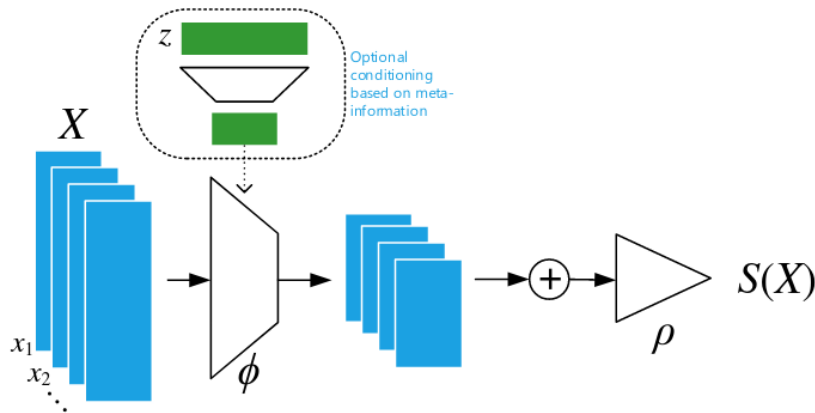 z
Optional
conditioning
based on meta-
information
X
x₁
x₂
⋱
ϕ
+
ρ
S(X)